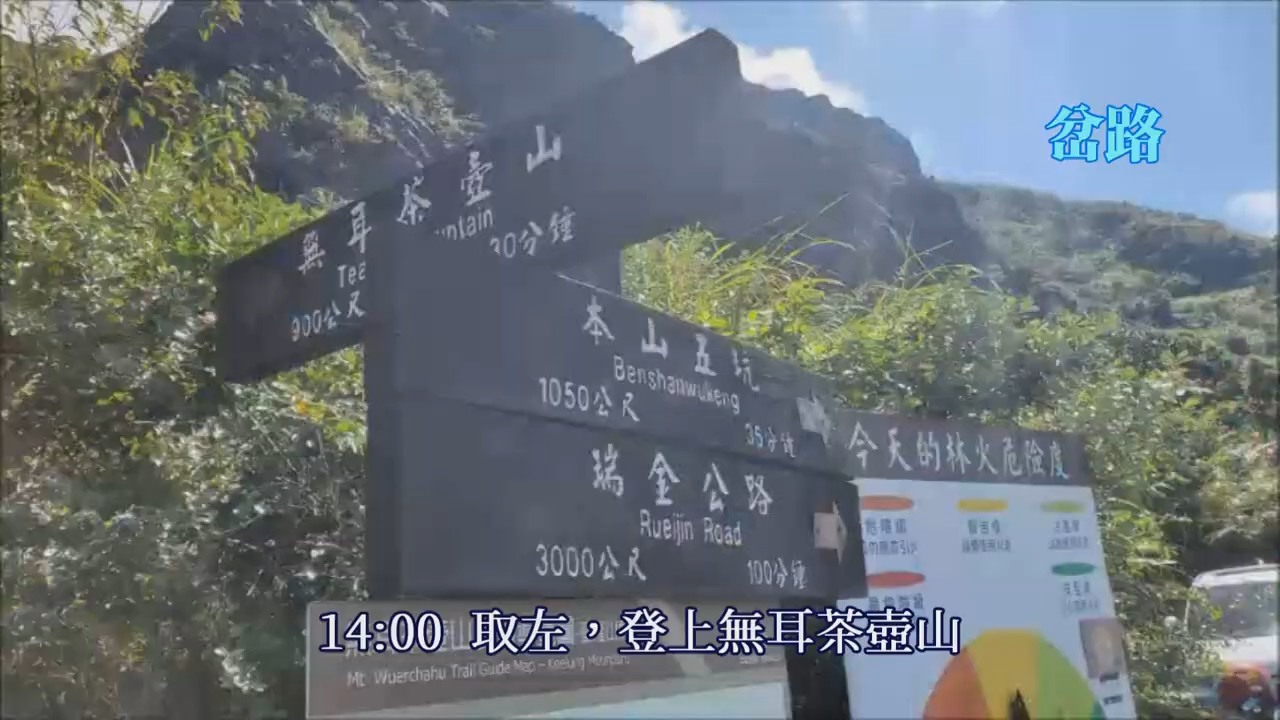 岔路
無耳茶壺山
Tea
900公尺
30分鐘
本山五坑
Benshanwukeng
1050公尺
35分鐘
瑞金公路
Rueijin Road
3000公尺
100分鐘
今天的林火危險度
14:00 取左，登上無耳茶壺山
Mt. Wuerchahu Trail Guide Map – Keelung Mountain